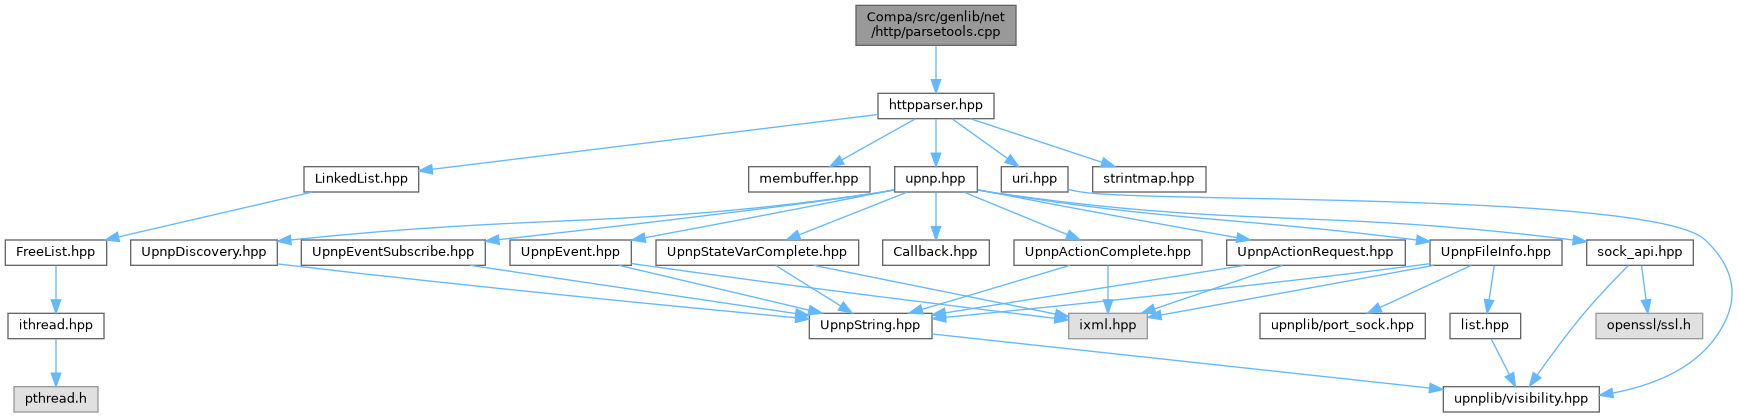 Compa/src/genlib/net
/http/parsetools.cpp
httpparser.hpp
LinkedList.hpp
membuffer.hpp
upnp.hpp
uri.hpp
strintmap.hpp
FreeList.hpp
UpnpDiscovery.hpp
UpnpEventSubscribe.hpp
UpnpEvent.hpp
UpnpStateVarComplete.hpp
Callback.hpp
UpnpActionComplete.hpp
UpnpActionRequest.hpp
UpnpFileInfo.hpp
sock_api.hpp
ithread.hpp
UpnpString.hpp
ixml.hpp
upnplib/port_sock.hpp
list.hpp
openssl/ssl.h
pthread.h
upnplib/visibility.hpp